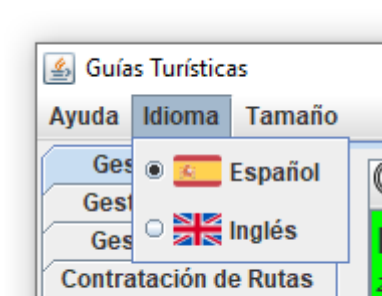 Guías Turísticas
Ayuda Idioma Tamaño
Español
Inglés
Contratación de Rutas